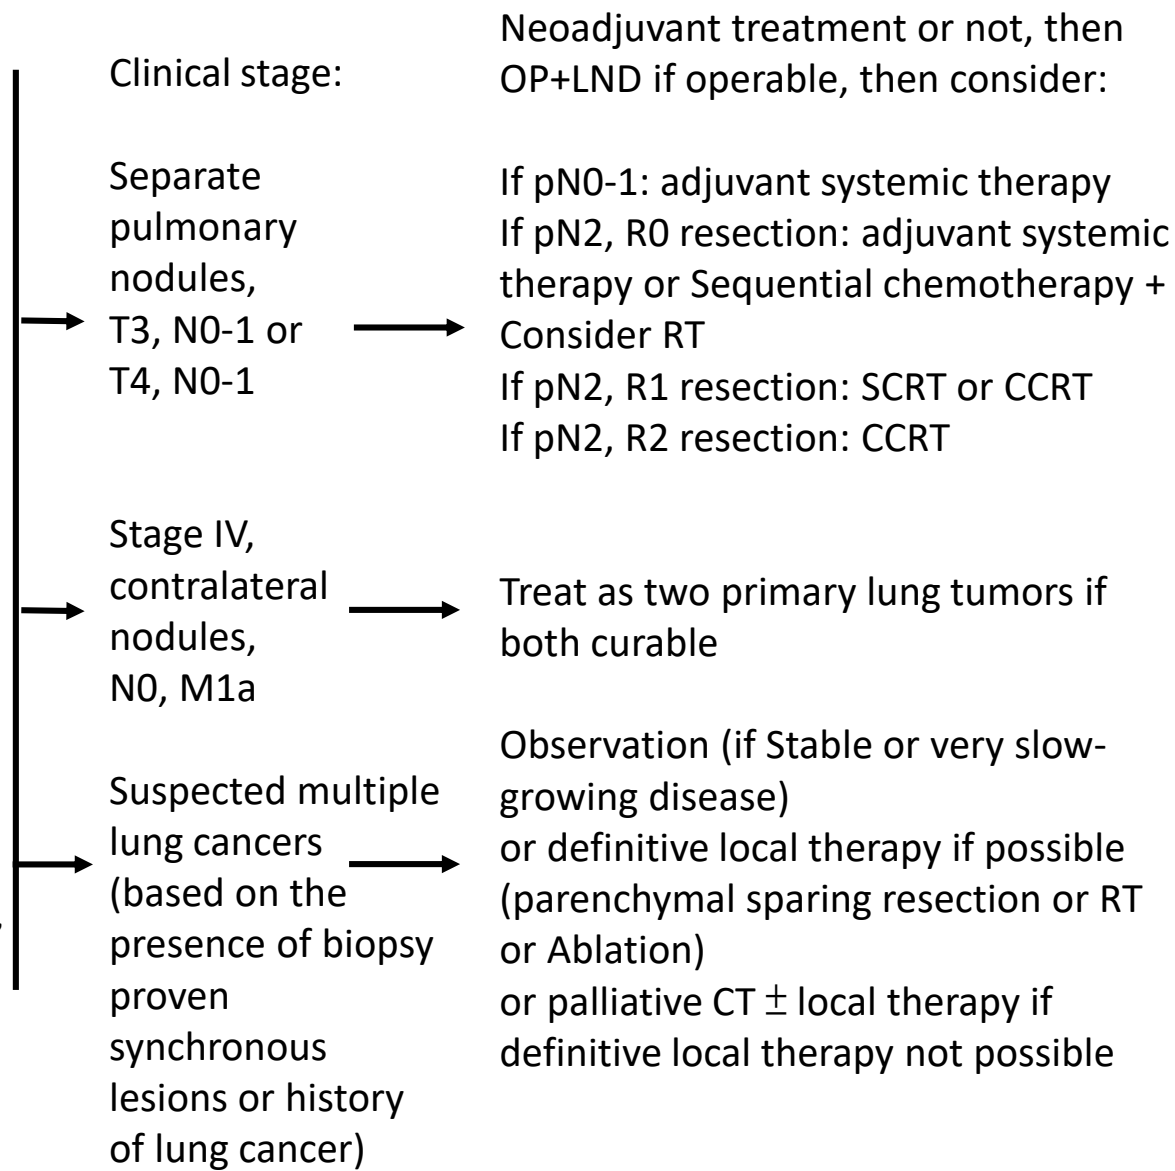 Clinical stage:
Neoadjuvant treatment or not, then
OP+LND if operable, then consider:
Separate
pulmonary
nodules,
T3, N0-1 or
T4, N0-1
If pN0-1: adjuvant systemic therapy
If pN2, R0 resection: adjuvant systemic
therapy or Sequential chemotherapy +
Consider RT
If pN2, R1 resection: SCRT or CCRT
If pN2, R2 resection: CCRT
Stage IV,
contralateral
nodules,
N0, M1a
Treat as two primary lung tumors if
both curable
Suspected multiple
lung cancers
(based on the
presence of biopsy
proven
synchronous
lesions or history
of lung cancer)
Observation (if Stable or very slow-
growing disease)
or definitive local therapy if possible
(parenchymal sparing resection or RT
or Ablation)
or palliative CT ± local therapy if
definitive local therapy not possible